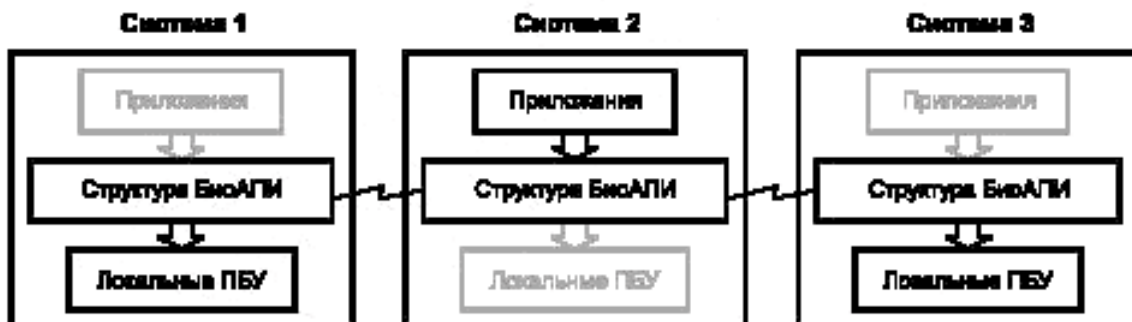 Система 1 Система 2 Система 3
Приложения Приложения Приложения
Структура БиоАПИ Структура БиоАПИ Структура БиоАПИ
Локальные ПБУ Локальные ПБУ Локальные ПБУ